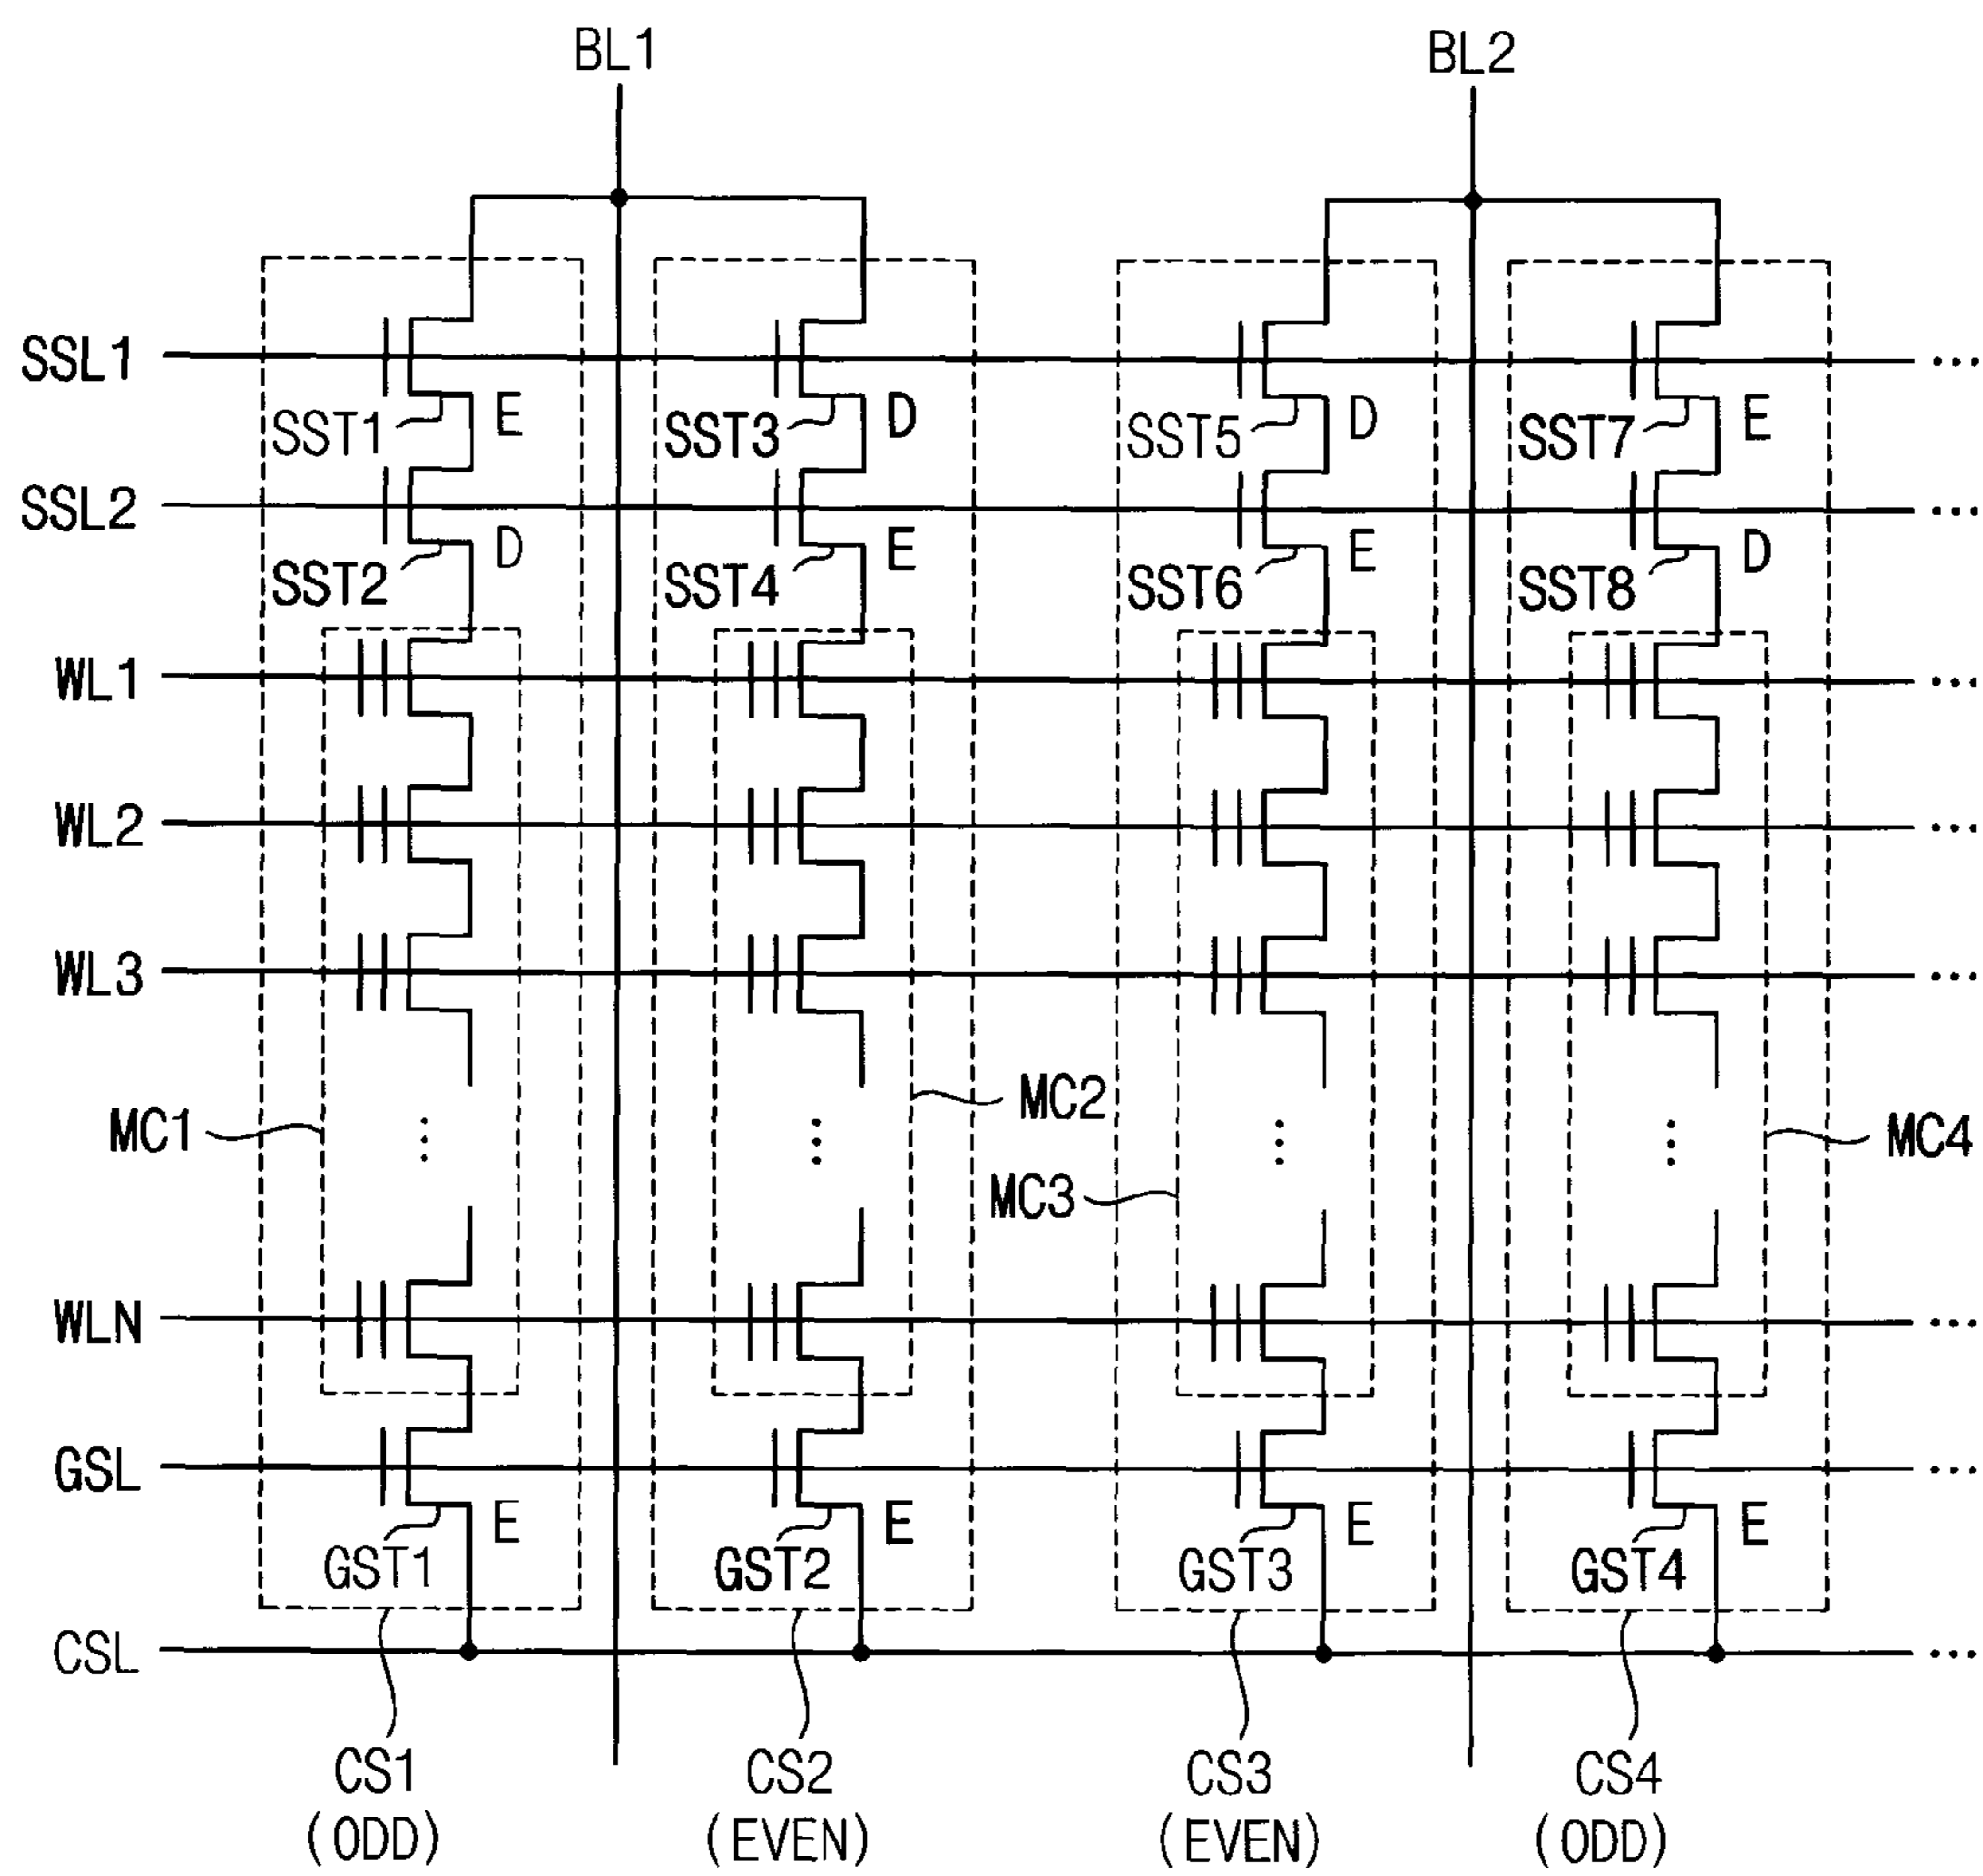 BL1 BL2
SSL1 ...
SST1 E SST3 D SST5 D SST7 E
SSL2 ...
SST2 D SST4 E SST6 E SST8 D
WL1 ...
WL2 ...
WL3 ...
MC1 MC2 MC3 MC4
WLN ...
GSL ...
GST1 E GST2 E GST3 E GST4 E
CSL ...
CS1 CS2 CS3 CS4
(ODD) (EVEN) (EVEN) (ODD)